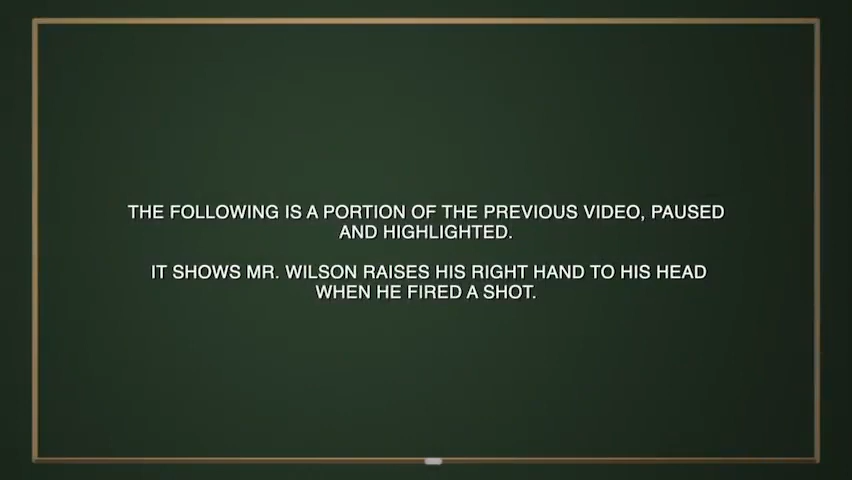 THE FOLLOWING IS A PORTION OF THE PREVIOUS VIDEO, PAUSED
AND HIGHLIGHTED.
IT SHOWS MR. WILSON RAISES HIS RIGHT HAND TO HIS HEAD
WHEN HE FIRED A SHOT.